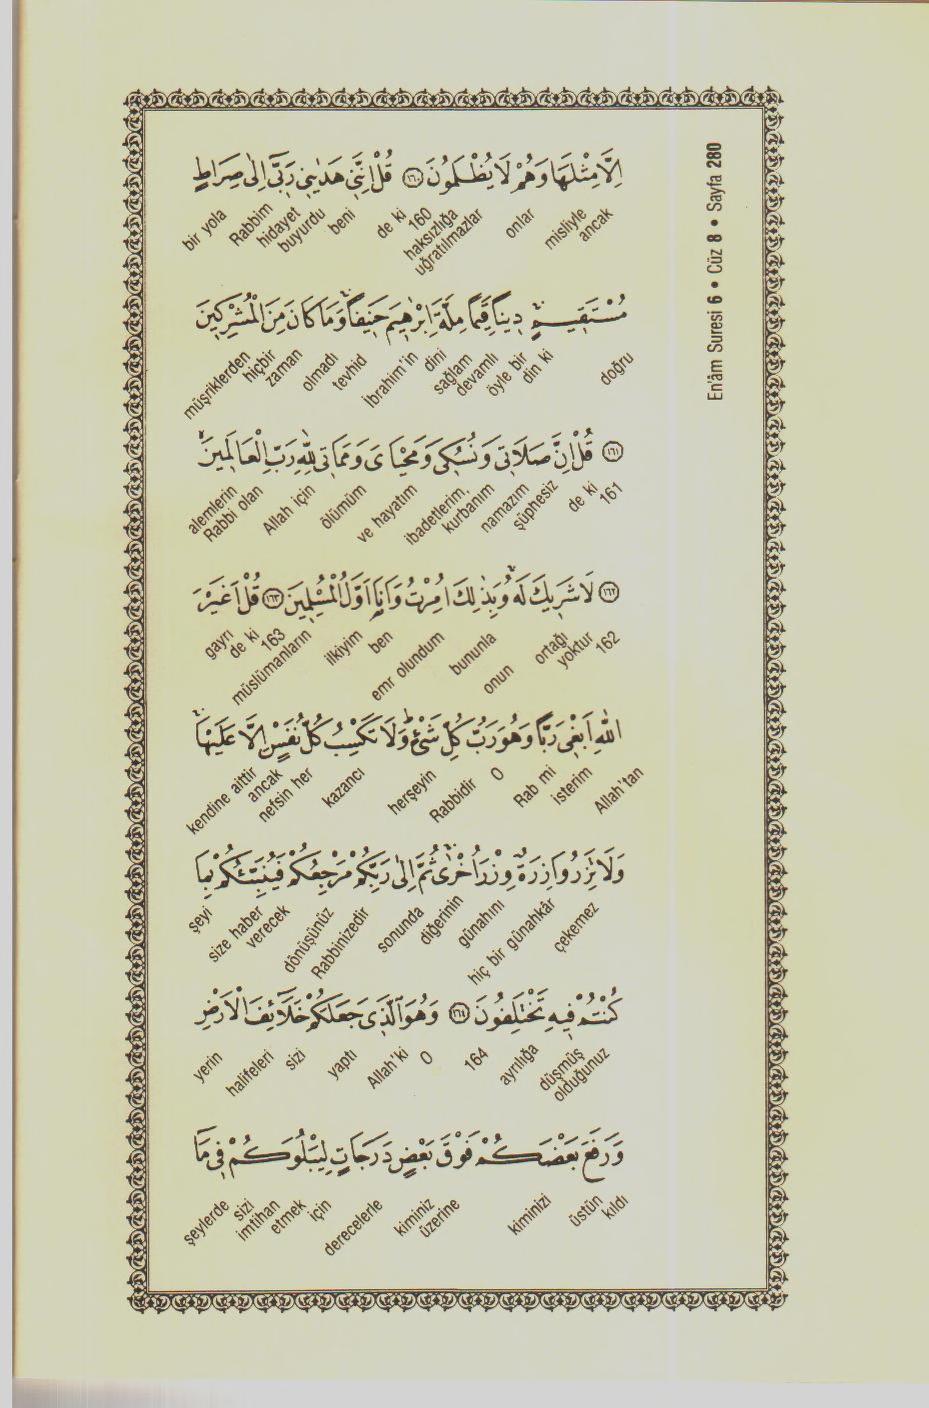 En'âm Suresi 6 • Cüz 8 • Sayfa 280
اِلَّا مِثْلَهَا وَهُمْ لَا يُظْلَمُونَ ﴿١٦٠﴾ قُلْ اِنَّنٖي هَدٰينٖي رَبّٖٓي اِلٰى صِرَاطٍ
ancak misliyle onlar haksızlığa uğratılmazlar 160 de ki beni hidayet buyurdu Rabbim bir yola
مُسْتَقٖيمٍۚ دٖينًا قِيَمًا مِلَّةَ اِبْرٰهٖيمَ حَنٖيفًاۚ وَمَا كَانَ مِنَ الْمُشْرِكٖينَ
doğru öyle bir din ki sağlam devamlı dini İbrahim'in tevhid olmadı hiçbir zaman müşriklerden
﴿١٦١﴾ قُلْ اِنَّ صَلَاتٖي وَنُسُكٖي وَمَحْيَايَ وَمَمَاتٖي لِلّٰهِ رَبِّ الْعَالَمٖينَۙ
161 de ki şüphesiz namazım ibadetlerim, kurbanım ve hayatım ölümüm Allah için alemlerin Rabbi olan
﴿١٦٢﴾ لَا شَرٖيكَ لَهُۚ وَبِذٰلِكَ اُمِرْتُ وَاَنَا۬ اَوَّلُ الْمُسْلِمٖينَ ﴿١٦٣﴾ قُلْ اَغَيْرَ
162 ortağı yoktur onun bununla emr olundum ben ilkiyim müslümanların 163 de ki gayrı
اللّٰهِ اَبْغٖي رَبًّا وَهُوَ رَبُّ كُلِّ شَيْءٍؕ وَلَا تَكْسِبُ كُلُّ نَفْسٍ اِلَّا عَلَيْهَاۚ
Allah'tan isterim Rab mi O Rabbidir herşeyin kazancı nefsin her ancak kendine aittir
وَلَا تَزِرُ وَازِرَةٌ وِزْرَ اُخْرٰىۚ ثُمَّ اِلٰى رَبِّكُمْ مَرْجِعُكُمْ فَيُنَبِّئُكُمْ بِمَا
çekemez hiç bir günahkâr günahını diğerinin sonunda Rabbinizedir dönüşünüz size haber verecek şeyi
كُنْتُمْ فٖيهِ تَخْتَلِفُونَ ﴿١٦٤﴾ وَهُوَ الَّذٖي جَعَلَكُمْ خَلَٓائِفَ الْاَرْضِ
düşmüş olduğunuz ayrılığa 164 O Allah'ki yaptı sizi halifeleri yerin
وَرَفَعَ بَعْضَكُمْ فَوْقَ بَعْضٍ دَرَجَاتٍ لِيَبْلُوَكُمْ فٖي مَٓا
üstün kıldı kiminizi kiminiz üzerine derecelerle sizi imtihan etmek için şeylerde